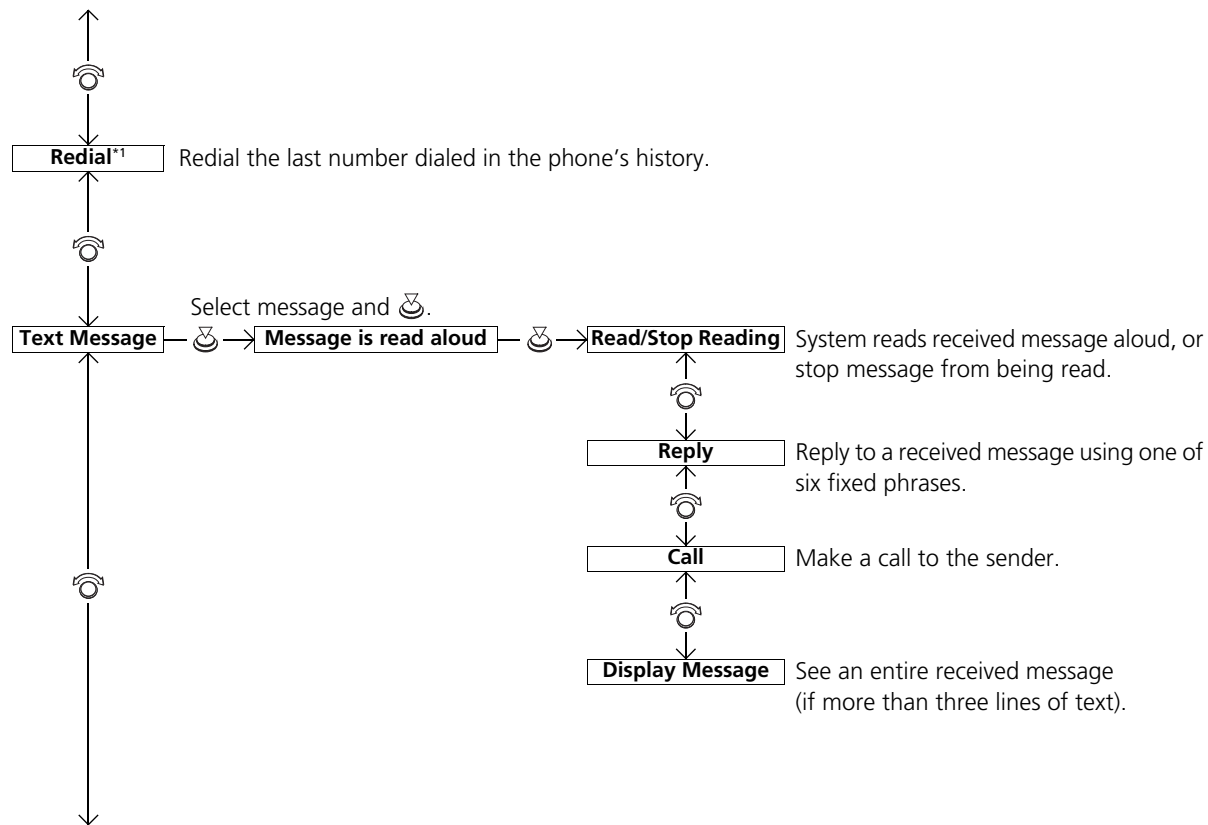 Redial*1 Redial the last number dialed in the phone’s history.
Select message and .
Text Message Message is read aloud Read/Stop Reading System reads received message aloud, or
stop message from being read.
Reply Reply to a received message using one of
six fixed phrases.
Call Make a call to the sender.
Display Message See an entire received message
(if more than three lines of text).